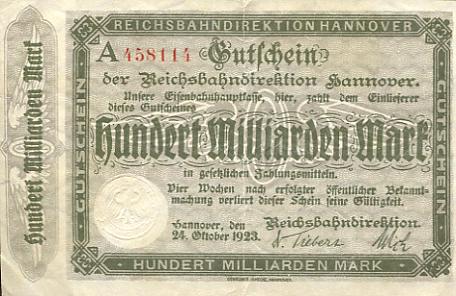 REICHSBAHNDIREKTION HANNOVER
A 458114 Gutschein
der Reichsbahndirektion Hannover.
Unsere Eisenbahnhauptkasse, hier, zahlt dem Einlieferer
dieses Gutscheines
Hundert Milliarden Mark
in gesetzlichen Zahlungsmitteln.
Vier Wochen nach erfolgter öffentlicher Bekannt-
machung verliert dieser Schein seine Gültigkeit.
Hannover, den
24. Oktober 1923.
Reichsbahndirektion.
HUNDERT MILLIARDEN MARK
GUTSCHEIN
GUTSCHEIN
Hundert Milliarden Mark